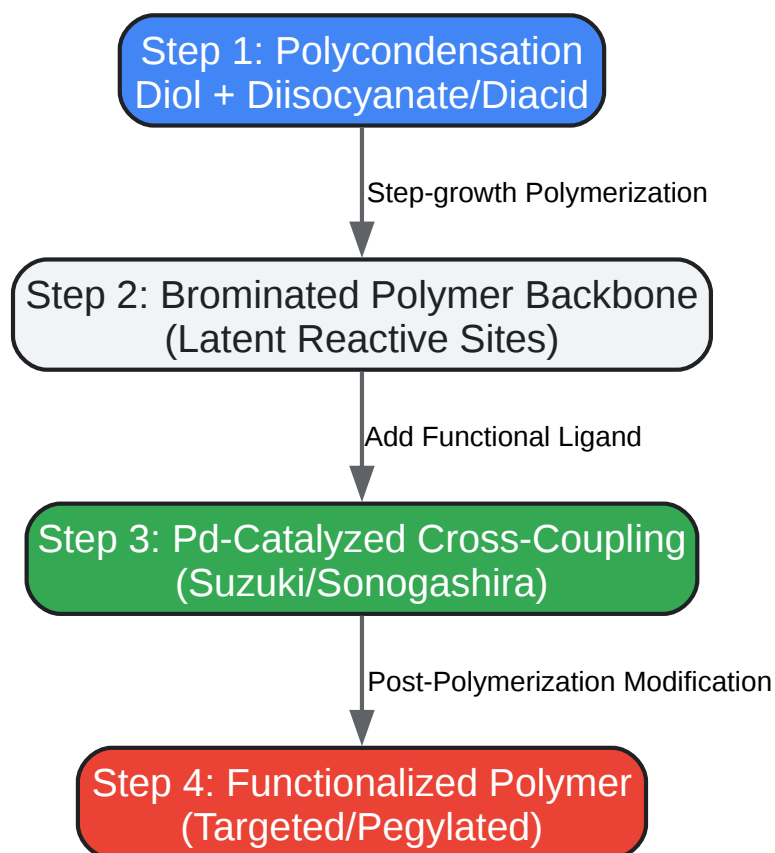 Step 1: Polycondensation
Diol + Diisocyanate/Diacid
Step-growth Polymerization
Step 2: Brominated Polymer Backbone
(Latent Reactive Sites)
Add Functional Ligand
Step 3: Pd-Catalyzed Cross-Coupling
(Suzuki/Sonogashira)
Post-Polymerization Modification
Step 4: Functionalized Polymer
(Targeted/Pegylated)